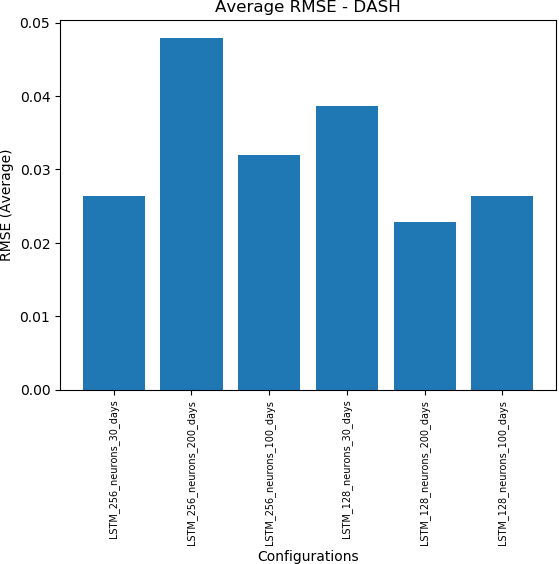 Average RMSE - DASH
RMSE (Average)
0.05
0.04
0.03
0.02
0.01
0.00
LSTM_256_neurons_30_days
LSTM_256_neurons_200_days
LSTM_256_neurons_100_days
LSTM_128_neurons_30_days
LSTM_128_neurons_200_days
LSTM_128_neurons_100_days
Configurations